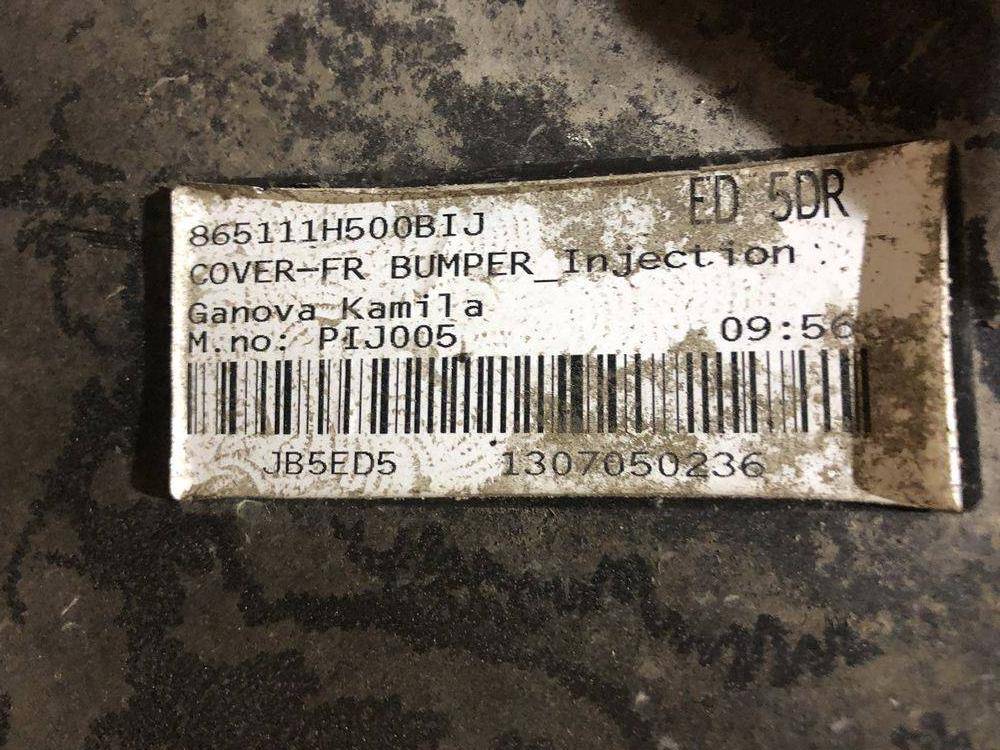 ED 5DR
865111H500BIJ
COVER-FR BUMPER_Injection :
Ganova Kamila
M.no: PIJ005 09:56
JB5ED5 1307050236